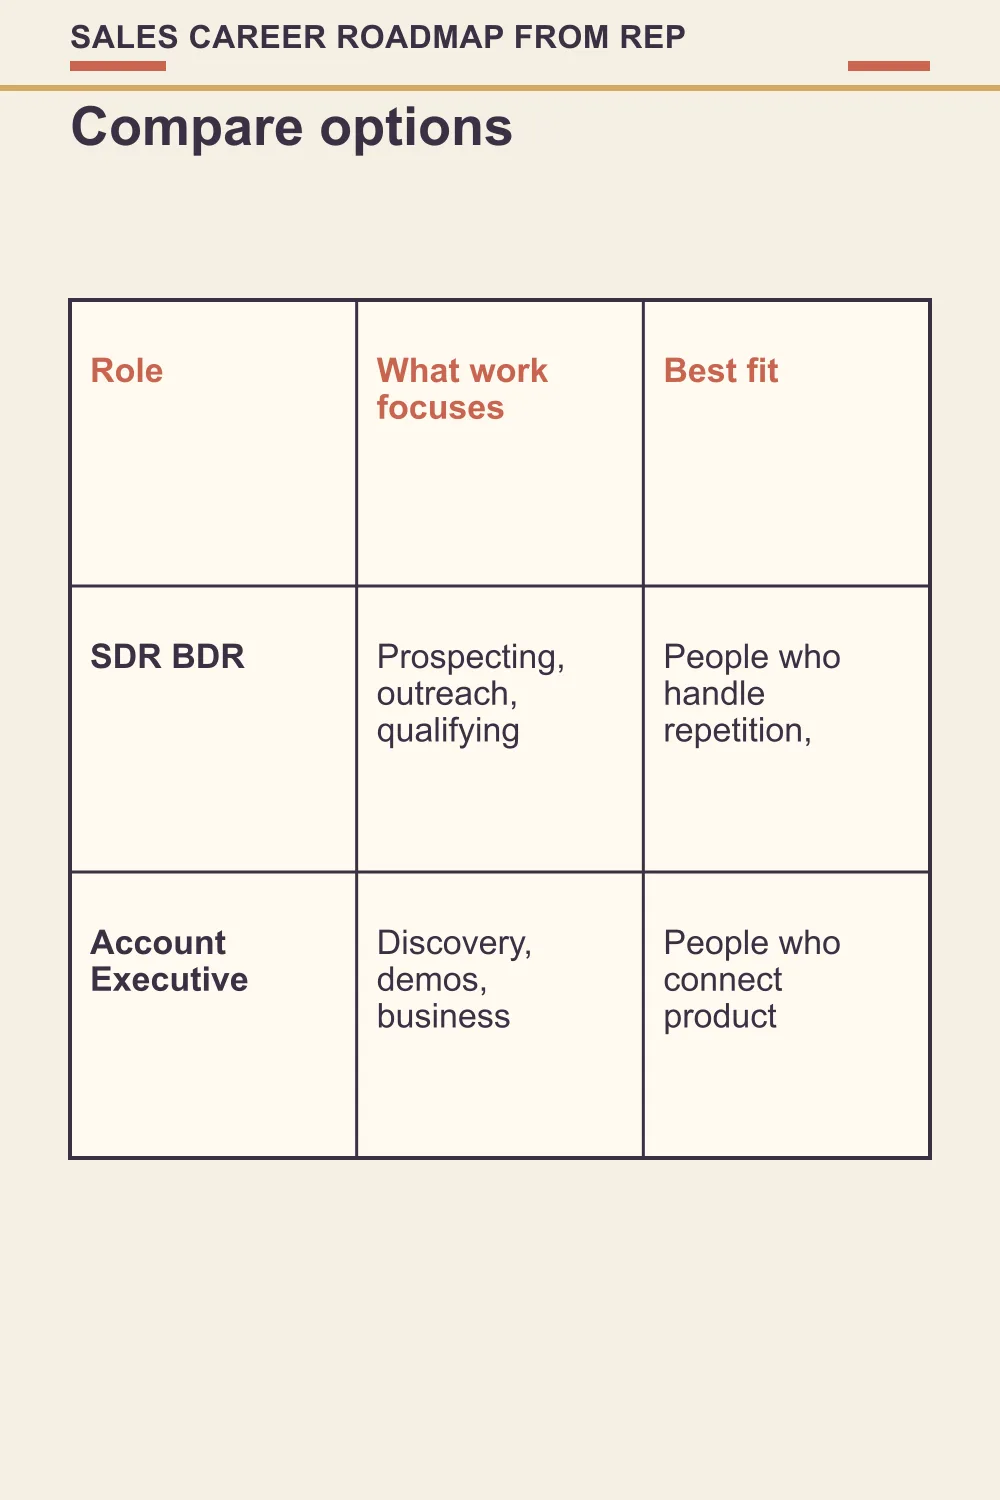 SALES CAREER ROADMAP FROM REP
Compare options
Role
What work
focuses
Best fit
SDR BDR
Prospecting,
outreach,
qualifying
People who
handle
repetition,
Account
Executive
Discovery,
demos,
business
People who
connect
product